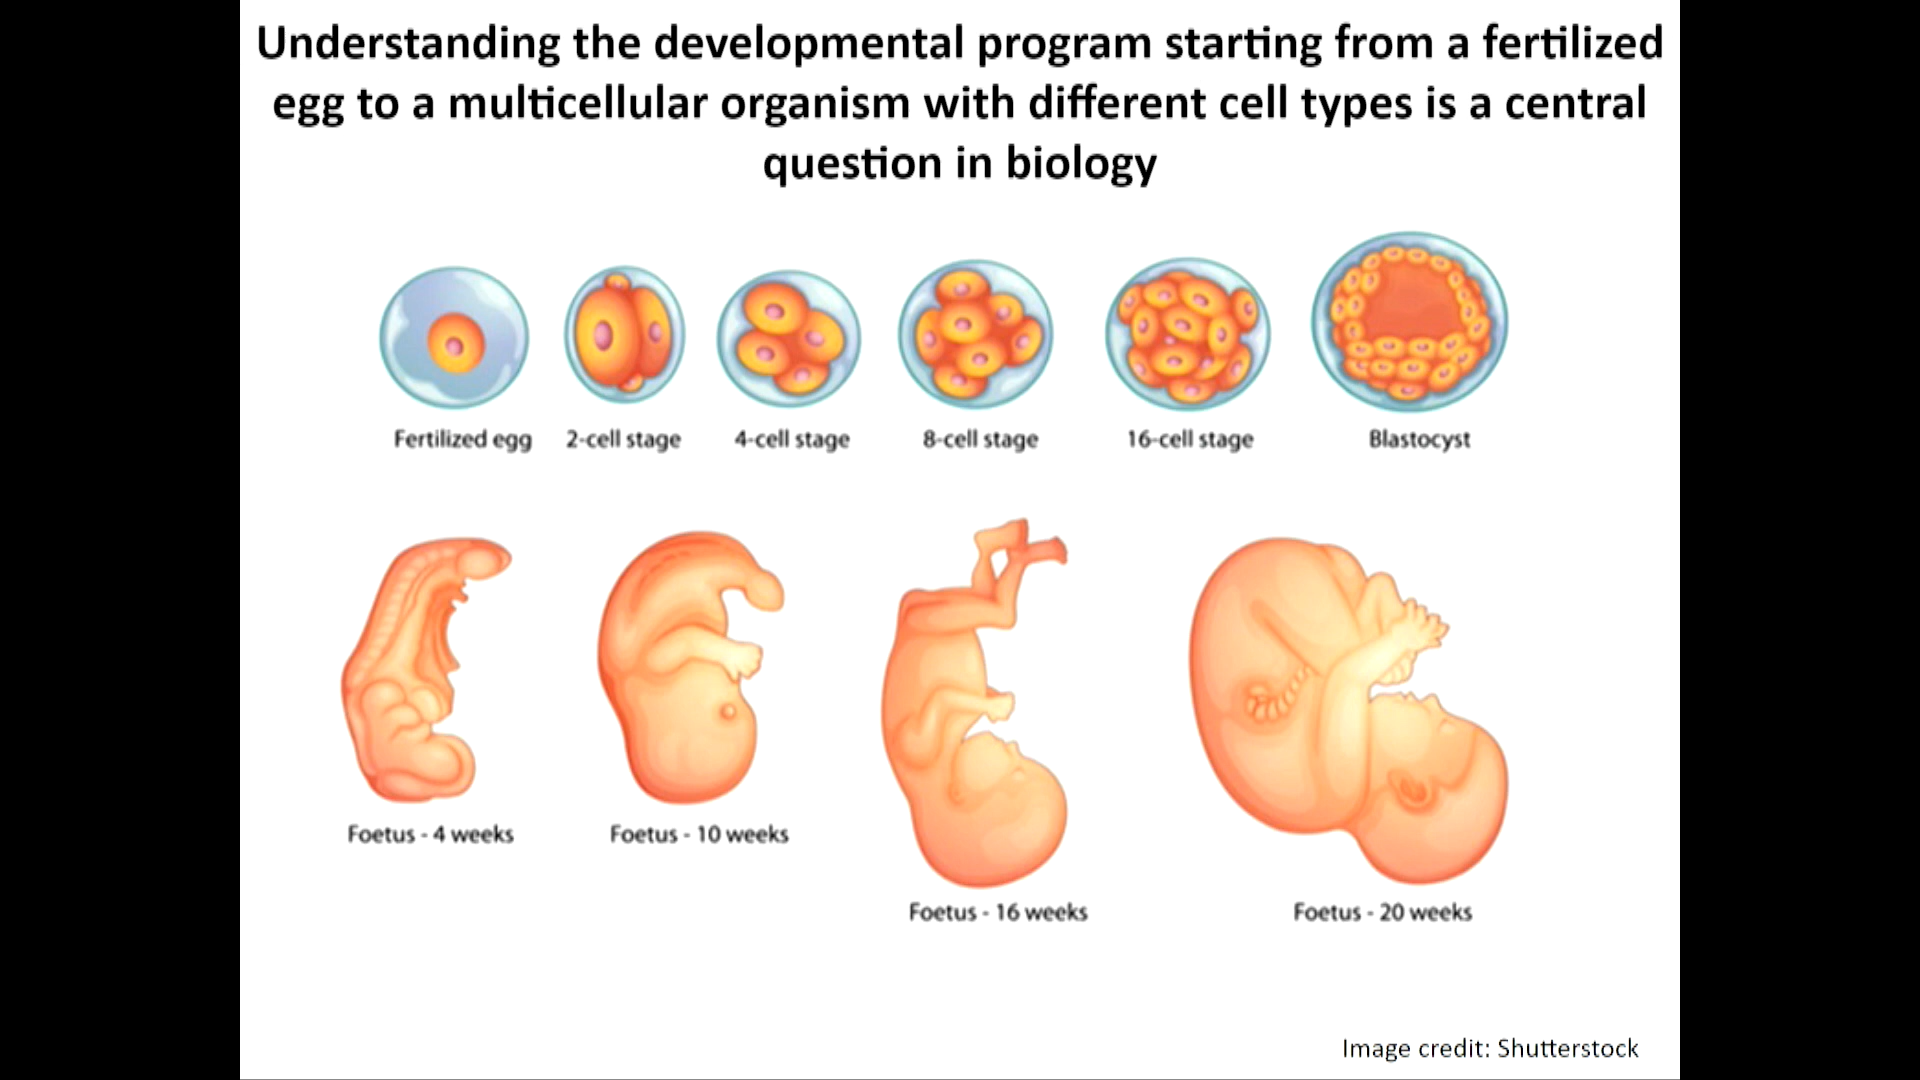 Understanding the developmental program starting from a fertilized
egg to a multicellular organism with different cell types is a central
question in biology
Fertilized egg
2-cell stage
4-cell stage
8-cell stage
16-cell stage
Blastocyst
Foetus - 4 weeks
Foetus - 10 weeks
Foetus - 16 weeks
Foetus - 20 weeks
Image credit: Shutterstock